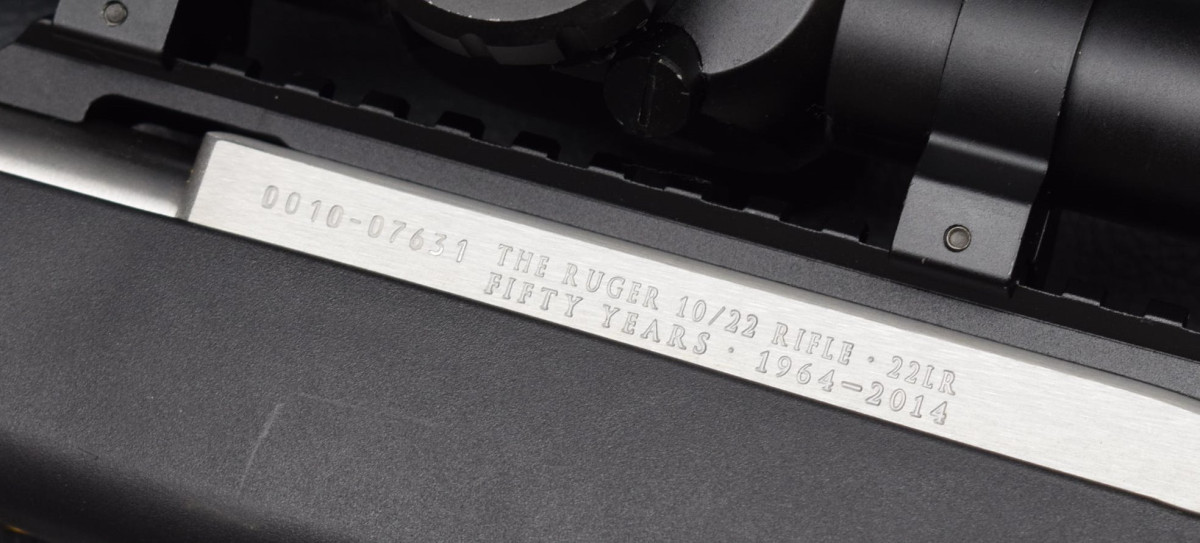 0010-07631
THE RUGER 10/22 RIFLE · 22LR
FIFTY YEARS · 1964–2014